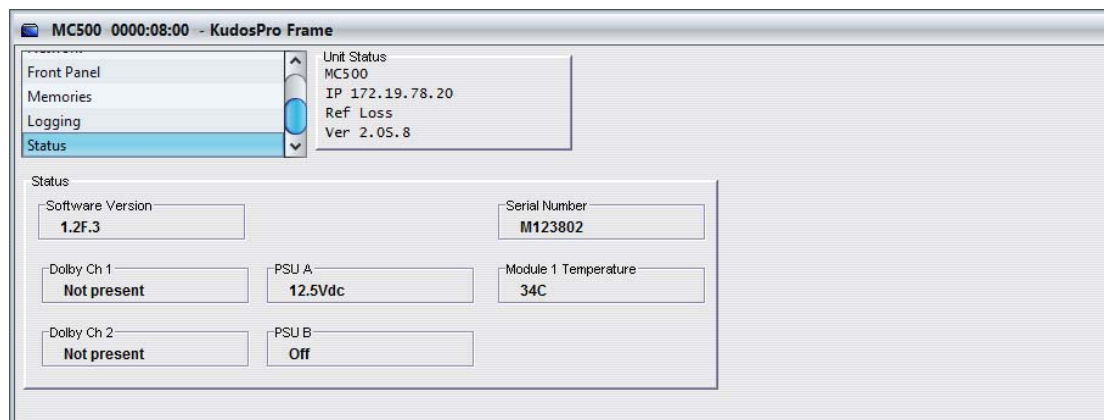 MC500 0000:08:00 - KudosPro Frame
Front Panel
Memories
Logging
Status
Unit Status
MC500
IP 172.19.78.20
Ref Loss
Ver 2.0S.8
Status
Software Version
1.2F.3
Serial Number
M123802
Dolby Ch 1
Not present
PSU A
12.5Vdc
Module 1 Temperature
34C
Dolby Ch 2
Not present
PSU B
Off